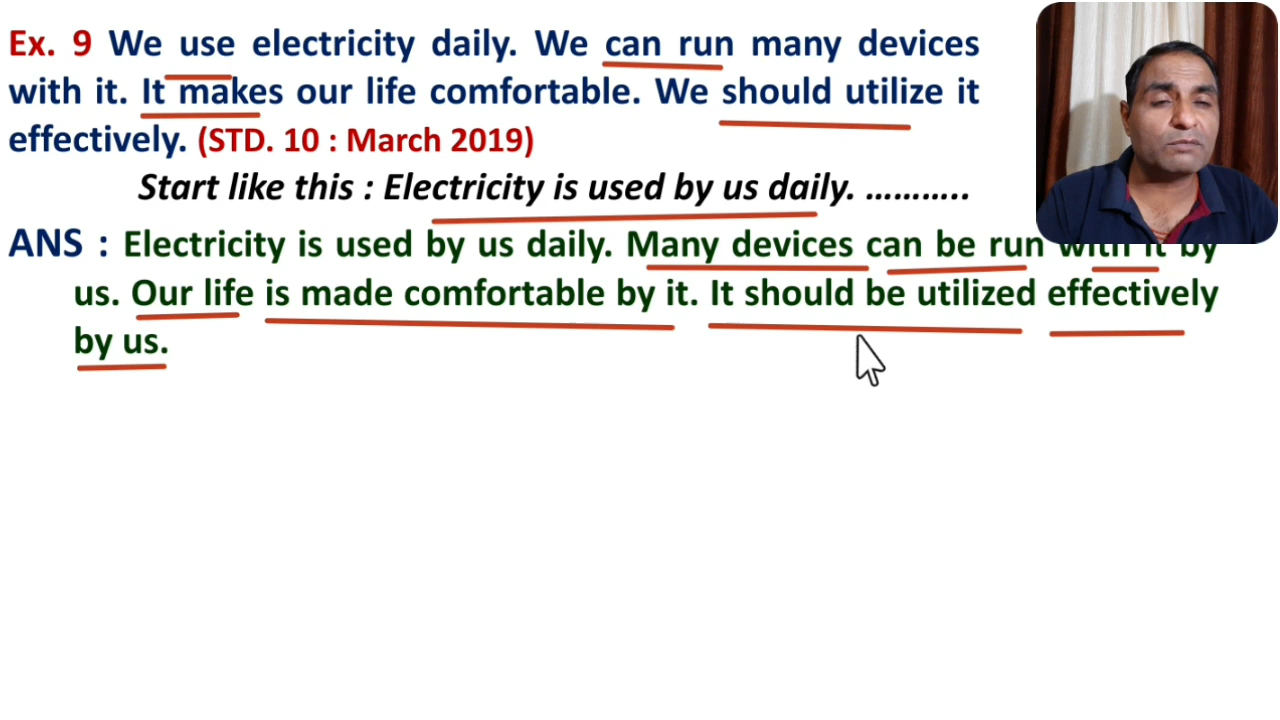 Ex. 9 We use electricity daily. We can run many devices
with it. It makes our life comfortable. We should utilize it
effectively. (STD. 10 : March 2019)
Start like this : Electricity is used by us daily. ………..
ANS : Electricity is used by us daily. Many devices can be run with it by
us. Our life is made comfortable by it. It should be utilized effectively
by us.